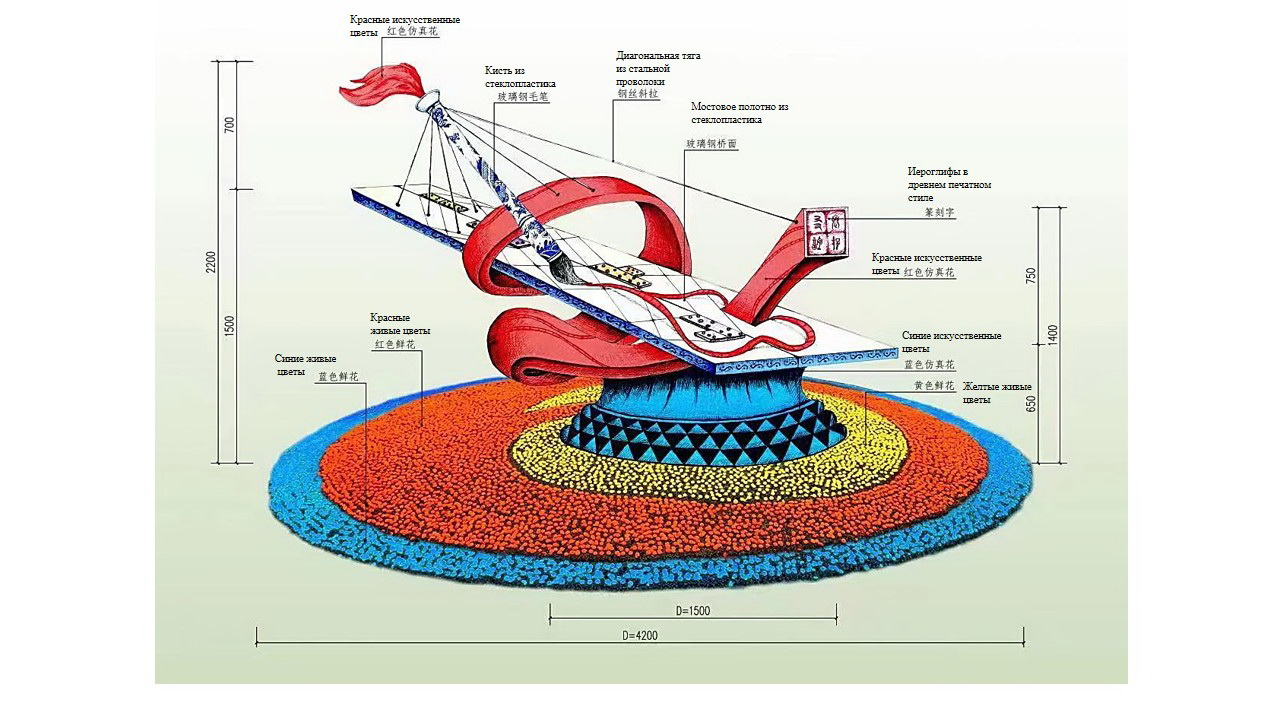 Красные искусственные
цветы 红色仿真花
Диагональная тяга
из стальной
проволоки
钢丝斜拉
Кисть из
стеклопластика
玻璃钢毛笔
Мостовое полотно из
стеклопластика
玻璃钢桥面
Иероглифы в
древнем печатном
стиле
篆刻字
Красные искусственные
цветы 红色仿真花
Красные
живые цветы
红色鲜花
Синие живые
цветы
蓝色鲜花
Синие искусственные
цветы
蓝色仿真花
黄色鲜花 Желтые живые
цветы
700
2200
1500
750
1400
650
D=1500
D=4200